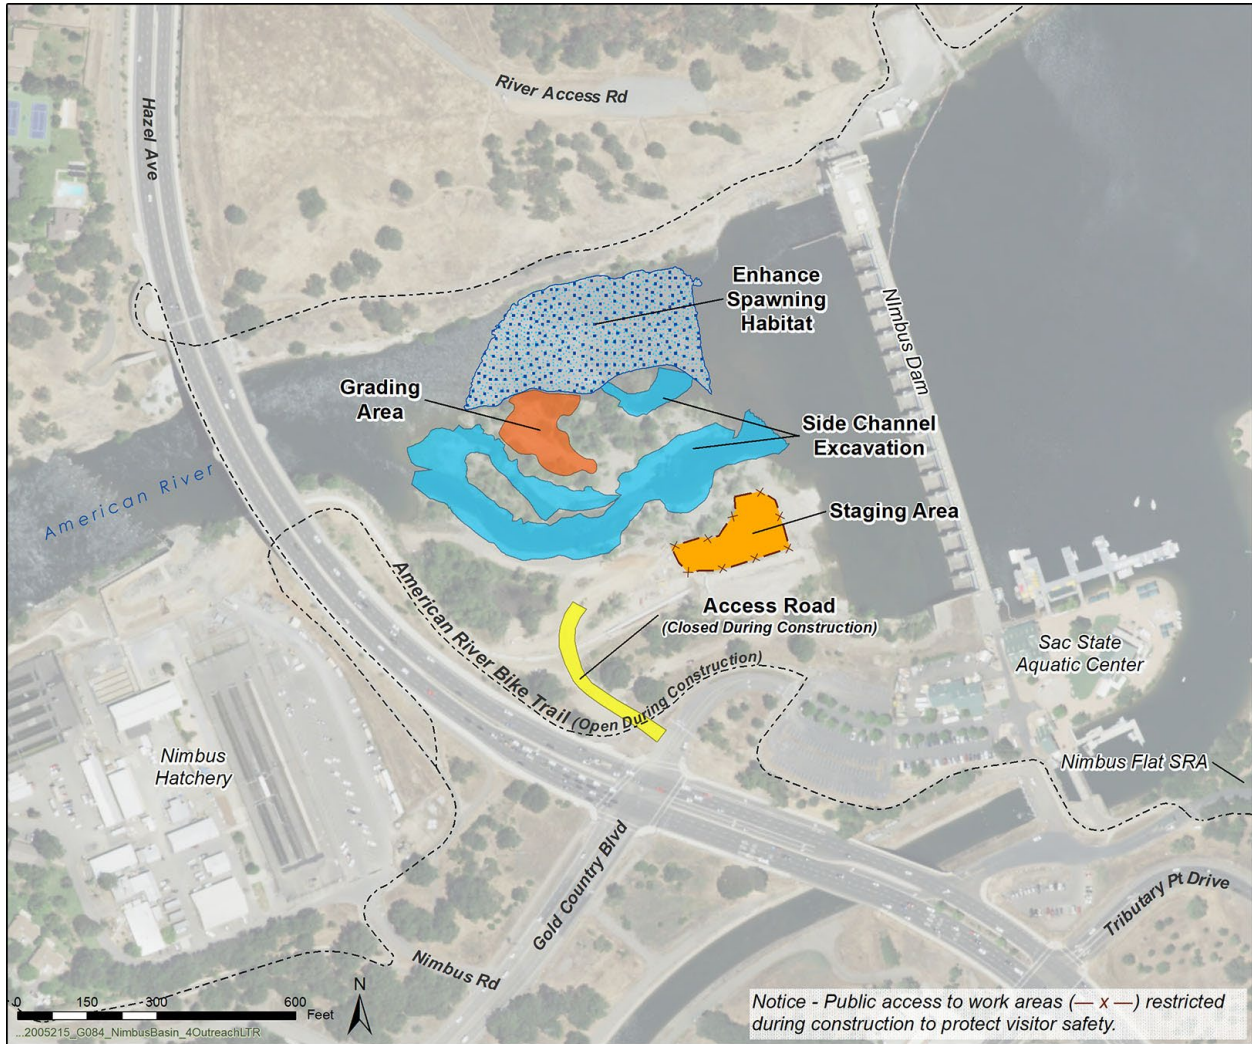 River Access Rd
Hazel Ave
Enhance
Spawning
Habitat
NImbus Dam
Grading
Area
Side Channel
Excavation
American River
Staging Area
American River Bike Trail (Open During Construction)
Access Road
(Closed During Construction)
Sac State
Aquatic Center
Nimbus
Hatchery
Nimbus Flat SRA
Gold Country Blvd
Tributary Pt Drive
Nimbus Rd
N
0 150 300 600
Feet
...2005215_G084_NimbusBasin_4OutreachLTR
Notice - Public access to work areas (— x —) restricted
during construction to protect visitor safety.